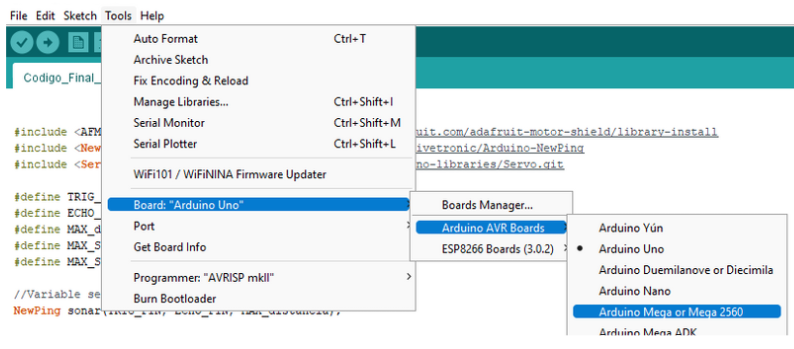 File Edit Sketch Tools Help
Auto Format Ctrl+T
Archive Sketch
Codigo_Final_
Fix Encoding & Reload
Manage Libraries... Ctrl+Shift+I
Serial Monitor Ctrl+Shift+M
Serial Plotter Ctrl+Shift+L
#include <AFM
uit.com/adafruit-motor-shield/library-install
#include <New
ivetronic/Arduino-NewPing
#include <Ser
no-libraries/Servo.git
WiFi101 / WiFiNINA Firmware Updater
#define TRIG_
#define ECHO_
#define MAX_d
#define MAX_S
#define MAX_S
Board: "Arduino Uno"
Port
Get Board Info
Programmer: "AVRISP mkII"
Burn Bootloader
//Variable se
NewPing sonar(TRIG_PIN, ECHO_PIN, MAX_distancia);
Boards Manager...
Arduino AVR Boards
ESP8266 Boards (3.0.2)
Arduino Yún
Arduino Uno
Arduino Duemilanove or Diecimila
Arduino Nano
Arduino Mega or Mega 2560
Arduino Mega ADK